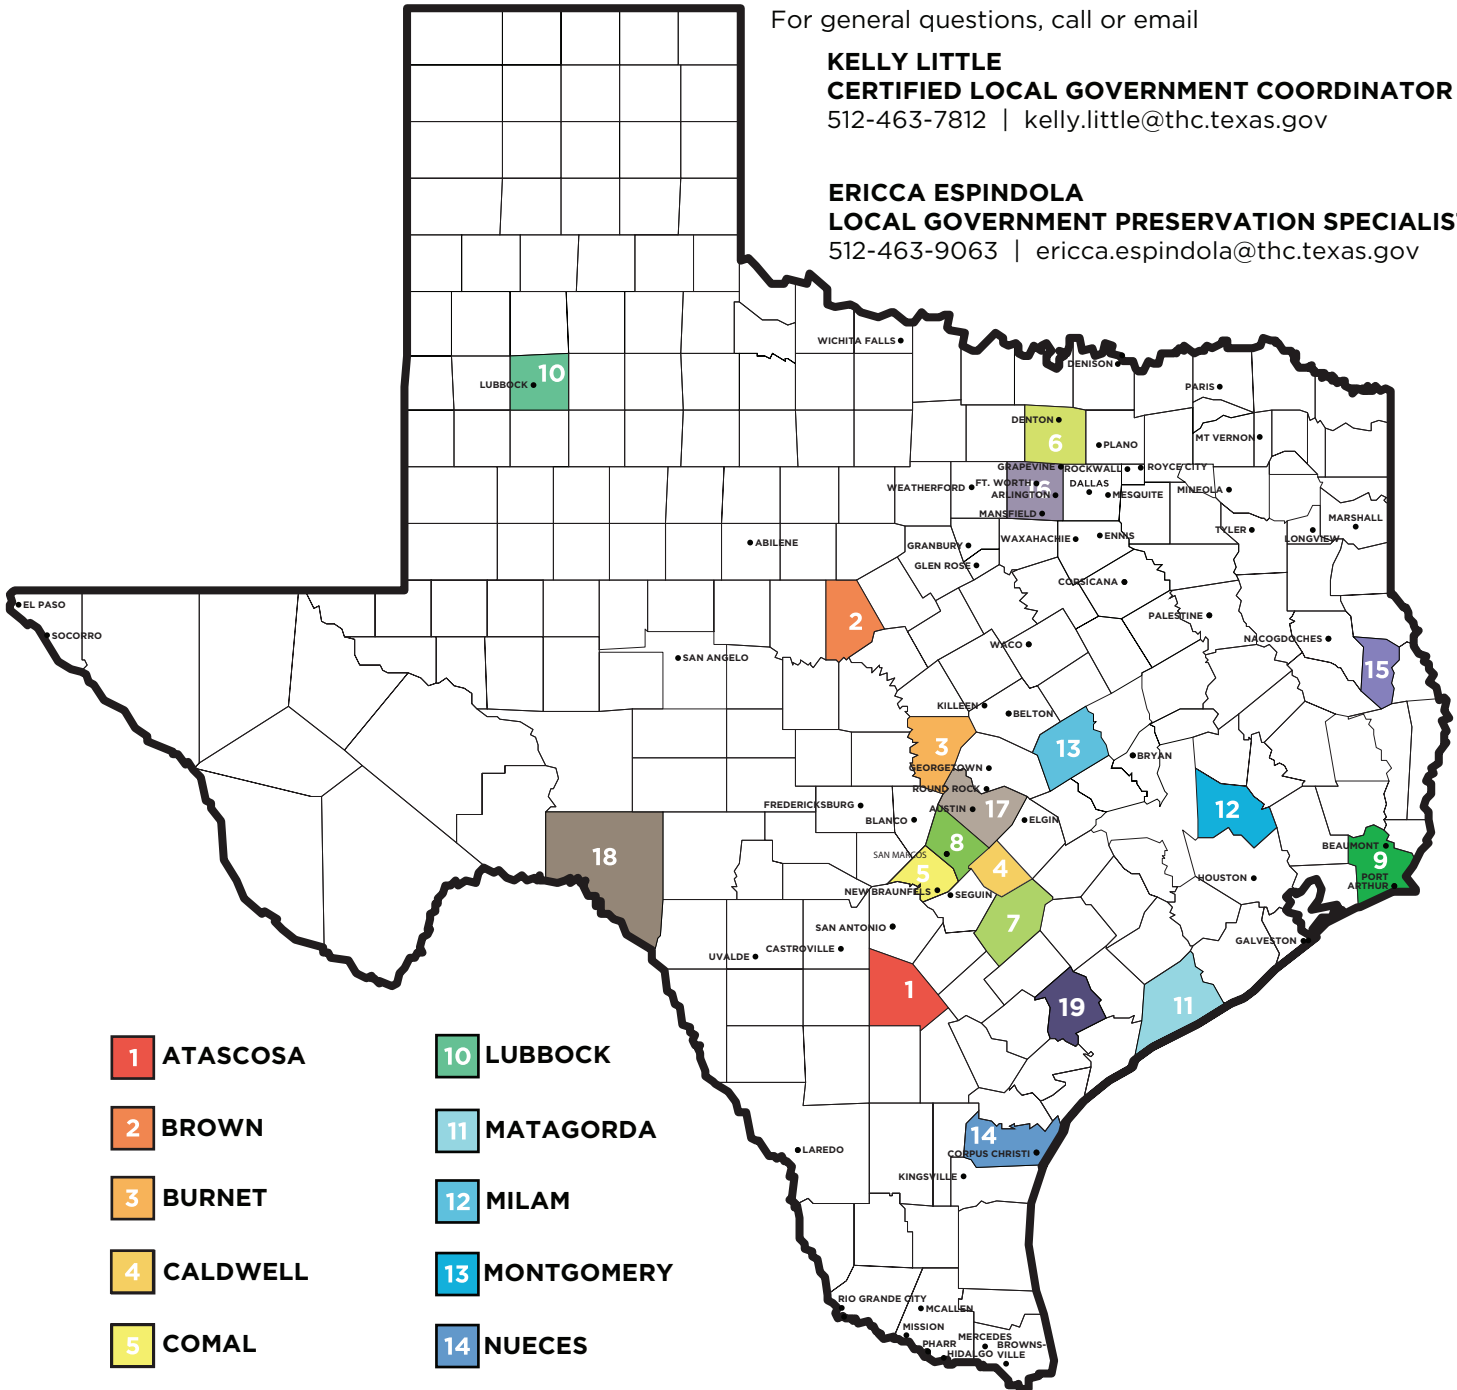 For general questions, call or email
KELLY LITTLE
CERTIFIED LOCAL GOVERNMENT COORDINATOR
512-463-7812 | kelly.little@thc.texas.gov
ERICCA ESPINDOLA
LOCAL GOVERNMENT PRESERVATION SPECIALIST
512-463-9063 | ericca.espindola@thc.texas.gov
WICHITA FALLS
DENISON
10
LUBBOCK
PARIS
DENTON
6
PLANO
MT VERNON
GRAPEVINE
ROCKWALL
ROYCE CITY
WEATHERFORD
FT. WORTH
16
DALLAS
ARLINGTON
MESQUITE
MINEOLA
MANSFIELD
MARSHALL
TYLER
LONGVIEW
ABILENE
GRANBURY
WAXAHACHIE
ENNIS
GLEN ROSE
CORSICANA
EL PASO
SOCORRO
2
PALESTINE
NACOGDOCHES
WACO
SAN ANGELO
15
KILLEEN
BELTON
3
13
BRYAN
GEORGETOWN
ROUND ROCK
FREDERICKSBURG
AUSTIN
17
12
BLANCO
ELGIN
8
BEAUMONT
18
SAN MARCOS
9
5
4
HOUSTON
PORT
ARTHUR
NEW BRAUNFELS
SEGUIN
7
SAN ANTONIO
GALVESTON
CASTROVILLE
UVALDE
1
19
11
14
LAREDO
CORPUS CHRISTI
KINGSVILLE
RIO GRANDE CITY
MCALLEN
MISSION
MERCEDES
PHARR
HIDALGO
BROWNS-
VILLE
1 ATASCOSA
2 BROWN
3 BURNET
4 CALDWELL
5 COMAL
10 LUBBOCK
11 MATAGORDA
12 MILAM
13 MONTGOMERY
14 NUECES